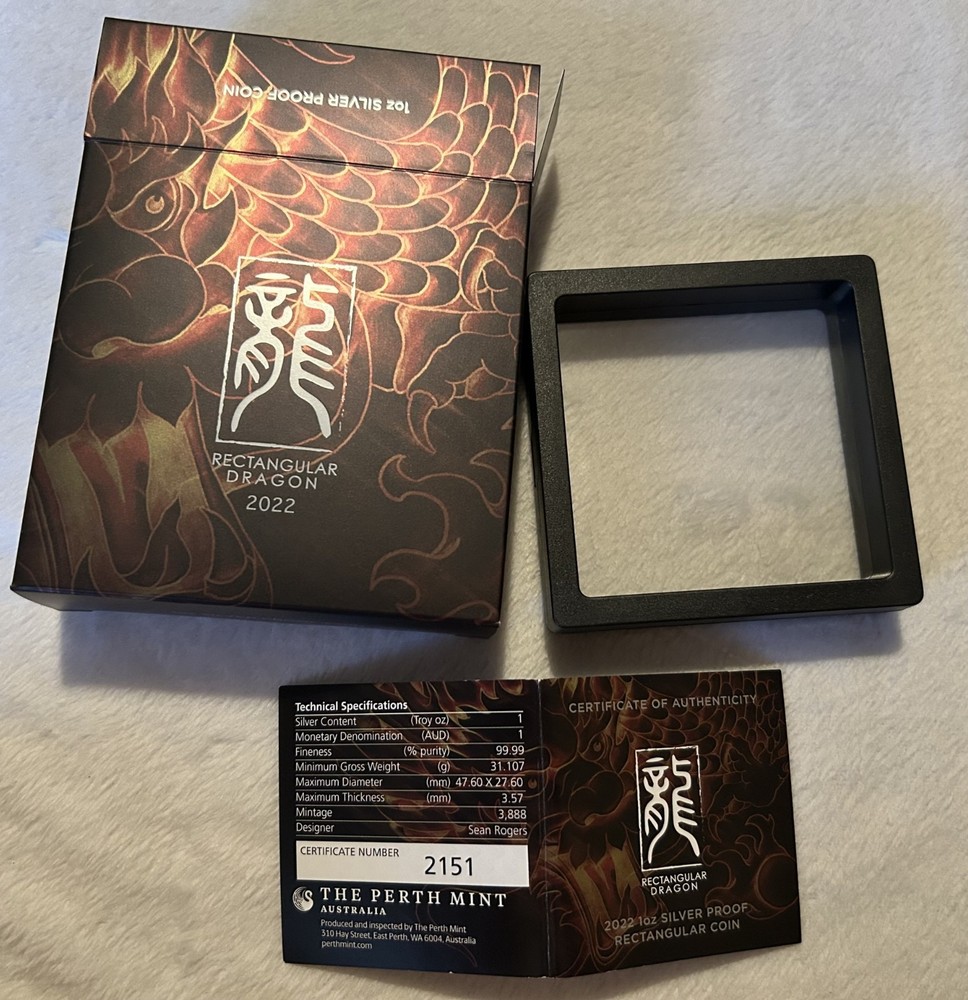 1oz SILVER PROOF COIN
龍
RECTANGULAR
DRAGON
2022
Technical Specifications
Silver Content (Troy oz) 1
Monetary Denomination (AUD) 1
Fineness (% purity) 99.99
Minimum Gross Weight (g) 31.107
Maximum Diameter (mm) 47.60 X 27.60
Maximum Thickness (mm) 3.57
Mintage 3,888
Designer Sean Rogers
CERTIFICATE NUMBER
2151
THE PERTH MINT
AUSTRALIA
Produced and inspected by The Perth Mint
310 Hay Street, East Perth, WA 6004, Australia
perthmint.com
CERTIFICATE OF AUTHENTICITY
龍
RECTANGULAR
DRAGON
2022 1oz SILVER PROOF
RECTANGULAR COIN